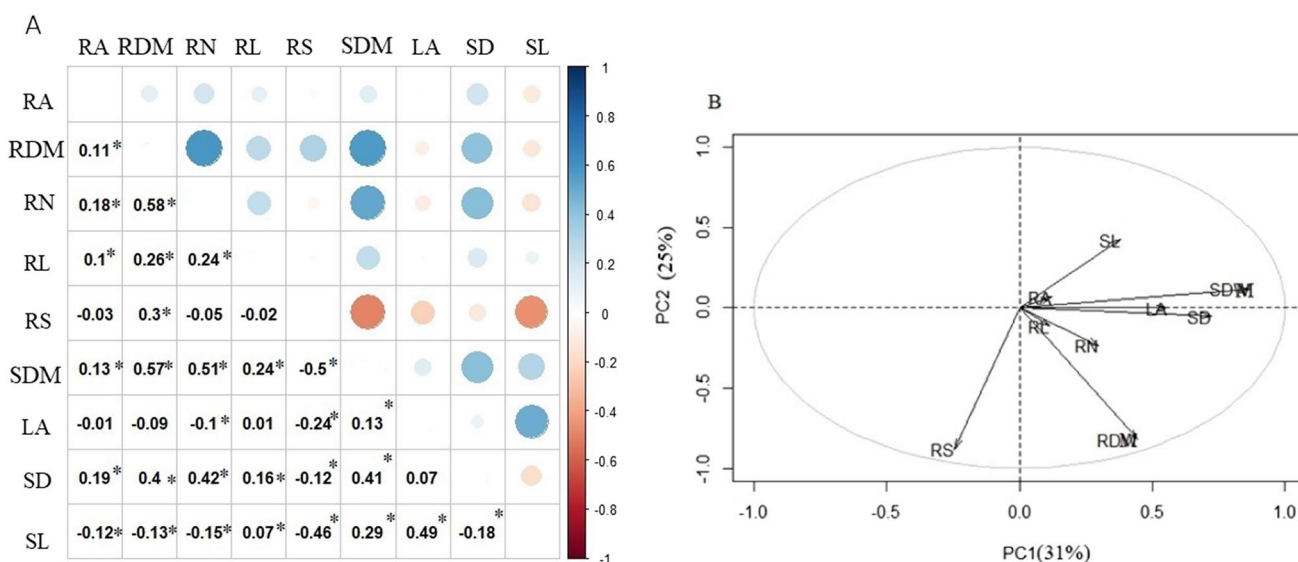 A
RA RDM RN RL RS SDM LA SD SL
RA
RDM 0.11*
RN 0.18* 0.58*
RL 0.1* 0.26* 0.24*
RS -0.03 0.3* -0.05 -0.02
SDM 0.13* 0.57* 0.51* 0.24* -0.5*
LA -0.01 -0.09 -0.1* 0.01 -0.24* 0.13*
SD 0.19* 0.4* 0.42* 0.16* -0.12* 0.41* 0.07
SL -0.12* -0.13* -0.15* 0.07* -0.46* 0.29* 0.49* -0.18*
1
0.8
0.6
0.4
0.2
0
-0.2
-0.4
-0.6
-0.8
-1
B
PC2 (25%)
1.0
0.5
0.0
-0.5
-1.0
SL
RA
SDM
LA
SD
RL
RN
RDM
RS
-1.0 -0.5 0.0 0.5 1.0
PC1(31%)